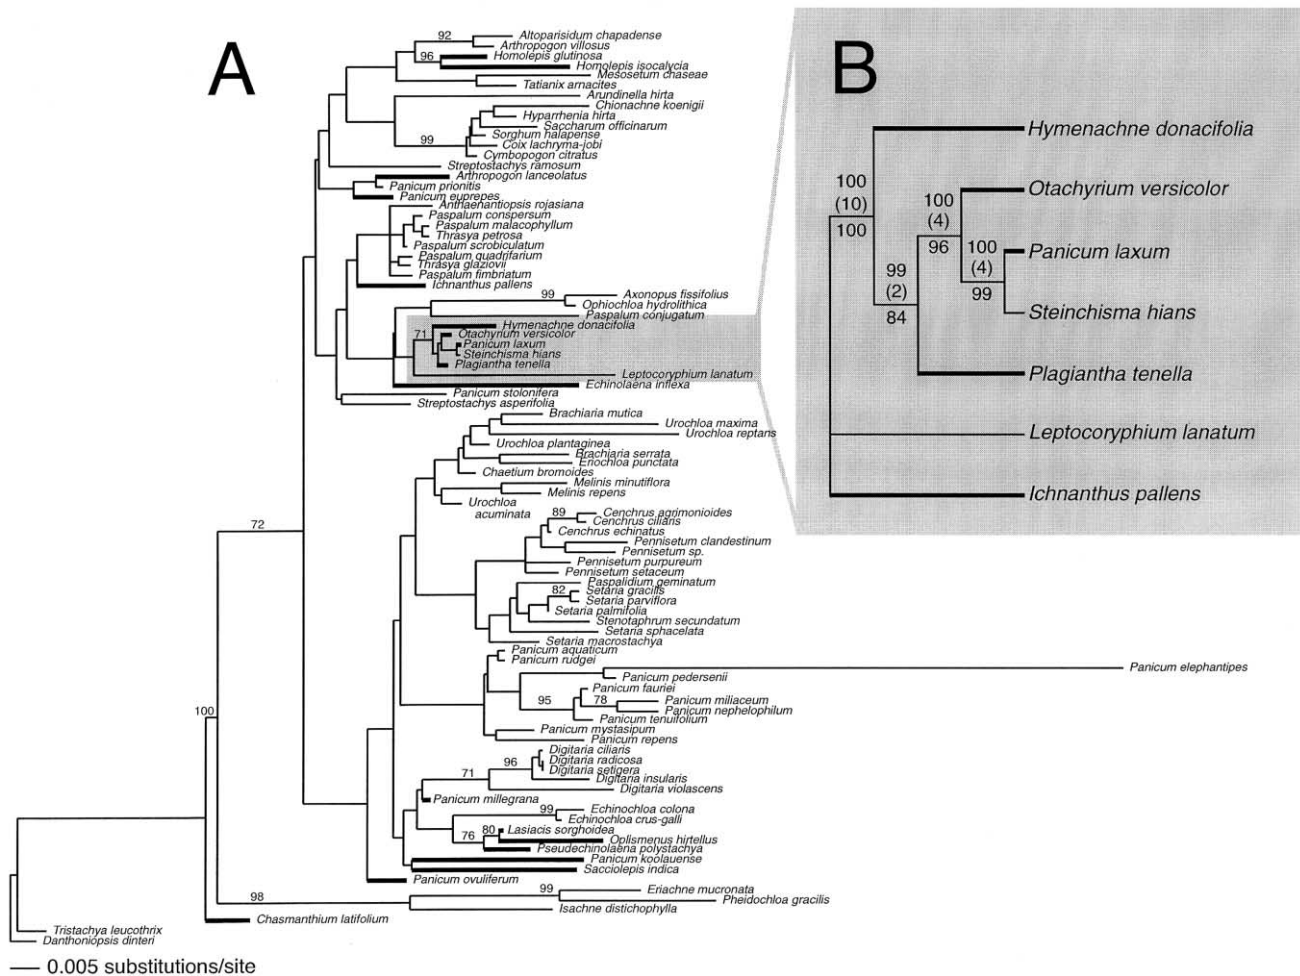 A
92
Altoparisidum chapadense
Arthropogon villosus
96
Homolepis glutinosa
Homolepis isocalycia
Mesosetum chaseae
Tatianix arnacites
Arundinella hirta
Chionachne koenigii
Hyparrhenia hirta
Saccharum officinarum
Sorghum halapense
99
Coix lachryma-jobi
Cymbopogon citratus
Streptostachys ramosum
Arthropogon lanceolatus
Panicum prionitis
Panicum euprepes
Anthaenantiopsis rojasiana
Paspalum conspersum
Paspalum malacophyllum
Thrasya petrosa
Paspalum scrobiculatum
Paspalum quadrifarium
Thrasya glaziovii
Paspalum fimbriatum
Ichnanthus pallens
99
Axonopus fissifolius
Ophiochloa hydrolithica
Paspalum conjugatum
Hymenachne donacifolia
71
Otachyrium versicolor
Panicum laxum
Steinchisma hians
Plagiantha tenella
Leptocoryphium lanatum
Echinolaena inflexa
Panicum stolonifera
Streptostachys asperifolia
Brachiaria mutica
Urochloa maxima
Urochloa reptans
Urochloa plantaginea
Brachiaria serrata
Eriochloa punctata
Chaetium bromoides
Melinis minutiflora
Melinis repens
Urochloa
acuminata
89
Cenchrus agrimonioides
Cenchrus ciliaris
Cenchrus echinatus
72
Pennisetum clandestinum
Pennisetum sp.
Pennisetum purpureum
Pennisetum setaceum
Paspalidium geminatum
82
Setaria gracilis
Setaria parviflora
Setaria palmifolia
Stenotaphrum secundatum
Setaria sphacelata
Setaria macrostachya
Panicum aquaticum
Panicum rudgei
Panicum elephantipes
Panicum pedersenii
Panicum fauriei
95
78
Panicum miliaceum
Panicum nephelophilum
Panicum tenuifolium
100
Panicum mystasipum
Panicum repens
Digitaria ciliaris
96
Digitaria radicosa
Digitaria setigera
71
Digitaria insularis
Digitaria violascens
Panicum millegrana
99
Echinochloa colona
Echinochloa crus-galli
80
Lasiacis sorghoidea
76
Oplismenus hirtellus
Pseudechinolaena polystachya
Panicum koolauense
Sacciolepis indica
Panicum ovuliferum
99
Eriachne mucronata
98
Pheidochloa gracilis
Isachne distichophylla
Chasmanthium latifolium
Tristachya leucothrix
Danthoniopsis dinteri
0.005 substitutions/site
B
Hymenachne donacifolia
100
(10)
100
Otachyrium versicolor
100
(4)
96
Panicum laxum
100
(4)
99
Steinchisma hians
99
(2)
84
Plagiantha tenella
Leptocoryphium lanatum
Ichnanthus pallens